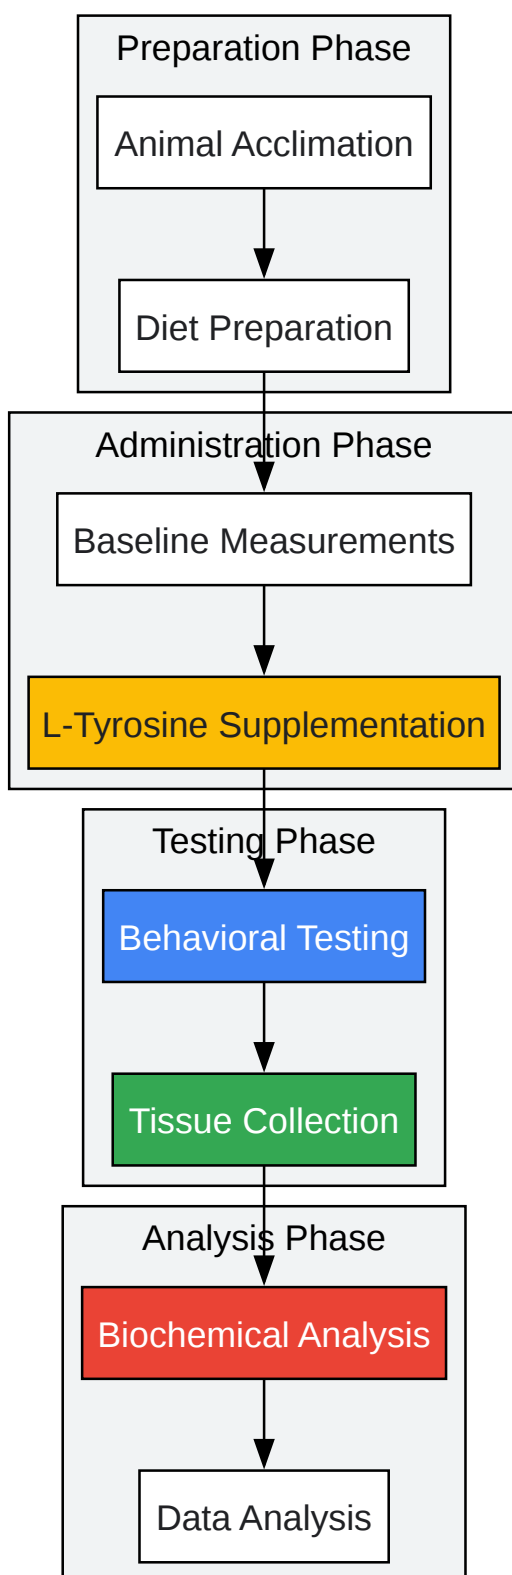 Preparation Phase
Animal Acclimation
Diet Preparation
Administration Phase
Baseline Measurements
L-Tyrosine Supplementation
Testing Phase
Behavioral Testing
Tissue Collection
Analysis Phase
Biochemical Analysis
Data Analysis